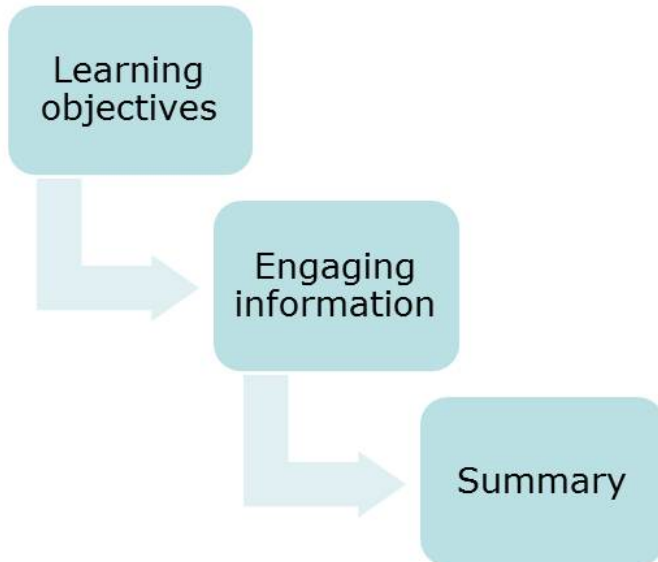 Learning
objectives
Engaging
information
Summary